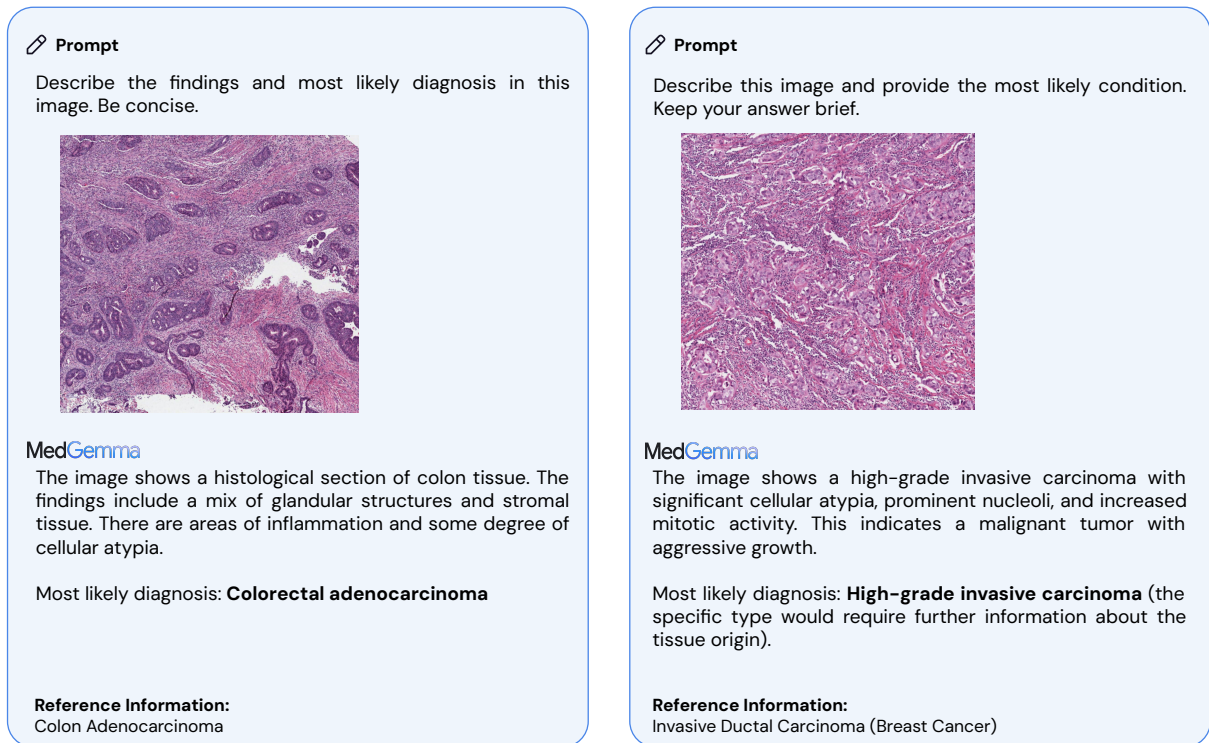 Prompt
Describe the findings and most likely diagnosis in this
image. Be concise.
MedGemma
The image shows a histological section of colon tissue. The
findings include a mix of glandular structures and stromal
tissue. There are areas of inflammation and some degree of
cellular atypia.
Most likely diagnosis: Colorectal adenocarcinoma
Reference Information:
Colon Adenocarcinoma
Prompt
Describe this image and provide the most likely condition.
Keep your answer brief.
MedGemma
The image shows a high-grade invasive carcinoma with
significant cellular atypia, prominent nucleoli, and increased
mitotic activity. This indicates a malignant tumor with
aggressive growth.
Most likely diagnosis: High-grade invasive carcinoma (the
specific type would require further information about the
tissue origin).
Reference Information:
Invasive Ductal Carcinoma (Breast Cancer)